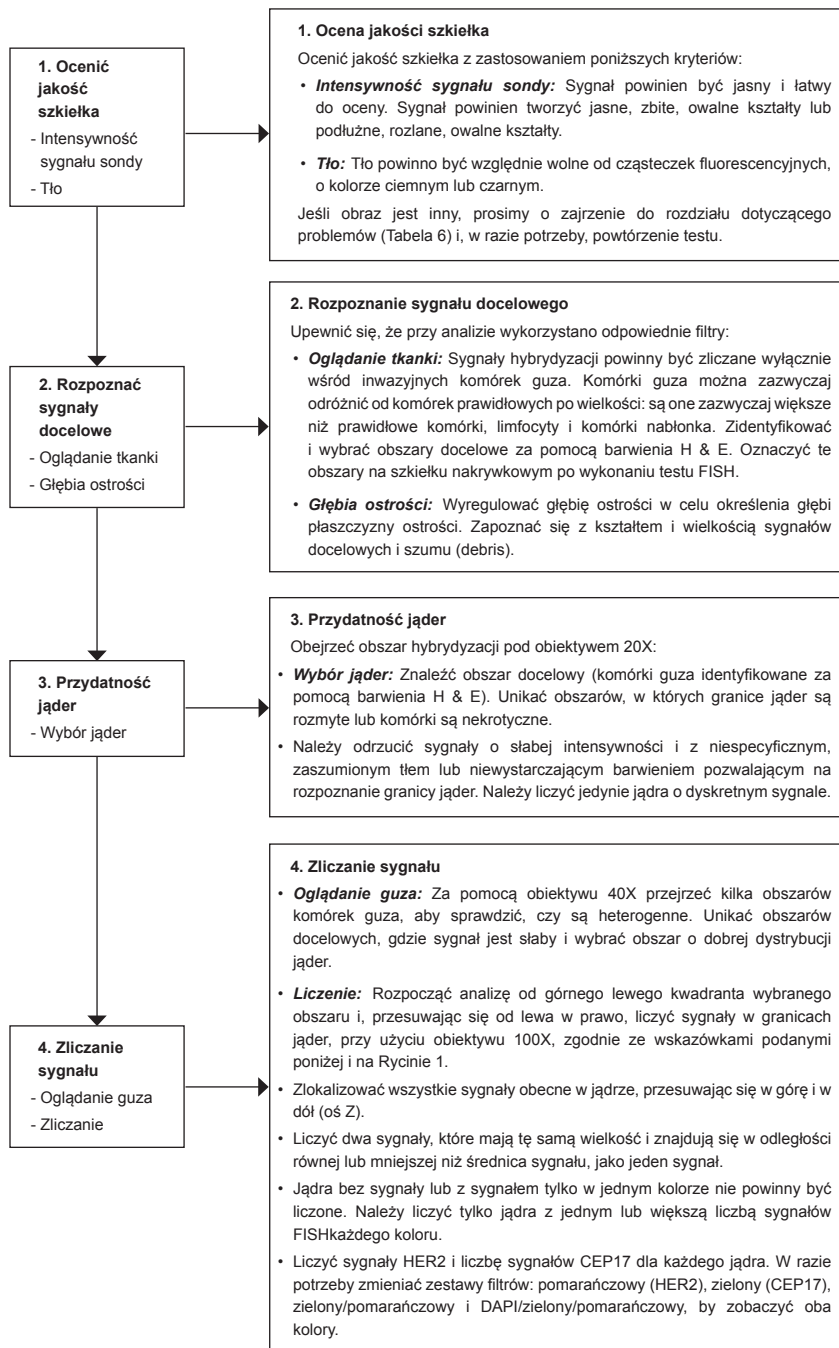 1. Ocenić
jakość
szkiełka
- Intensywność
sygnału sondy
- Tło
1. Ocena jakości szkiełka
Ocenić jakość szkiełka z zastosowaniem poniższych kryteriów:
• Intensywność sygnału sondy: Sygnał powinien być jasny i łatwy
do oceny. Sygnał powinien tworzyć jasne, zbite, owalne kształty lub
podłużne, rozlane, owalne kształty.
• Tło: Tło powinno być względnie wolne od cząsteczek fluorescencyjnych,
o kolorze ciemnym lub czarnym.
Jeśli obraz jest inny, prosimy o zajrzenie do rozdziału dotyczącego
problemów (Tabela 6) i, w razie potrzeby, powtórzenie testu.
2. Rozpoznać
sygnały
docelowe
- Oglądanie tkanki
- Głębia ostrości
2. Rozpoznanie sygnału docelowego
Upewnić się, że przy analizie wykorzystano odpowiednie filtry:
• Oglądanie tkanki: Sygnały hybrydyzacji powinny być zliczane wyłącznie
wśród inwazyjnych komórek guza. Komórki guza można zazwyczaj
odróżnić od komórek prawidłowych po wielkości: są one zazwyczaj większe
niż prawidłowe komórki, limfocyty i komórki nabłonka. Zidentyfikować
i wybrać obszary docelowe za pomocą barwienia H & E. Oznaczyć te
obszary na szkiełku nakrywkowym po wykonaniu testu FISH.
• Głębia ostrości: Wyregulować głębię ostrości w celu określenia głębi
płaszczyzny ostrości. Zapoznać się z kształtem i wielkością sygnałów
docelowych i szumu (debris).
3. Przydatność
jąder
- Wybór jąder
3. Przydatność jąder
Obejrzeć obszar hybrydyzacji pod obiektywem 20X:
• Wybór jąder: Znaleźć obszar docelowy (komórki guza identyfikowane za
pomocą barwienia H & E). Unikać obszarów, w których granice jąder są
rozmyte lub komórki są nekrotyczne.
• Należy odrzucić sygnały o słabej intensywności i z niespecyficznym,
zaszumionym tłem lub niewystarczającym barwieniem pozwalającym na
rozpoznanie granicy jąder. Należy liczyć jedynie jądra o dyskretnym sygnale.
4. Zliczanie
sygnału
- Oglądanie guza
- Zliczanie
4. Zliczanie sygnału
• Oglądanie guza: Za pomocą obiektywu 40X przejrzeć kilka obszarów
komórek guza, aby sprawdzić, czy są heterogenne. Unikać obszarów
docelowych, gdzie sygnał jest słaby i wybrać obszar o dobrej dystrybucji
jąder.
• Liczenie: Rozpocząć analizę od górnego lewego kwadranta wybranego
obszaru i, przesuwając się od lewa w prawo, liczyć sygnały w granicach
jąder, przy użyciu obiektywu 100X, zgodnie ze wskazówkami podanymi
poniżej i na Rycinie 1.
• Zlokalizować wszystkie sygnały obecne w jądrze, przesuwając się w górę i w
dół (oś Z).
• Liczyć dwa sygnały, które mają tę samą wielkość i znajdują się w odległości
równej lub mniejszej niż średnica sygnału, jako jeden sygnał.
• Jądra bez sygnały lub z sygnałem tylko w jednym kolorze nie powinny być
liczone. Należy liczyć tylko jądra z jednym lub większą liczbą sygnałów
FISHkażdego koloru.
• Liczyć sygnały HER2 i liczbę sygnałów CEP17 dla każdego jądra. W razie
potrzeby zmieniać zestawy filtrów: pomarańczowy (HER2), zielony (CEP17),
zielony/pomarańczowy i DAPI/zielony/pomarańczowy, by zobaczyć oba
kolory.